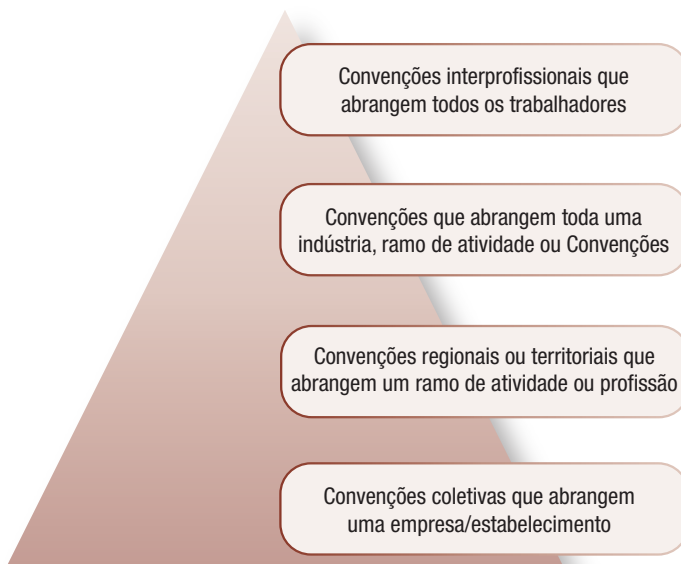 Convenções interprofissionais que
abrangem todos os trabalhadores
Convenções que abrangem toda uma
indústria, ramo de atividade ou Convenções
Convenções regionais ou territoriais que
abrangem um ramo de atividade ou profissão
Convenções coletivas que abrangem
uma empresa/estabelecimento